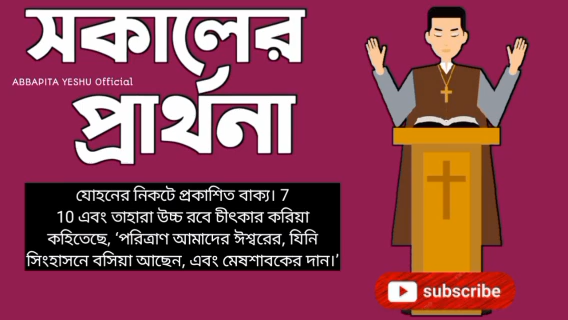 সকালের
ABBAPITA YESHU Official
প্রার্থনা
যোহনের নিকটে প্রকাশিত বাক্য। 7
10 এবং তাহারা উচ্চ রবে চীৎকার করিয়া
কহিতেছে, ‘পরিত্রাণ আমাদের ঈশ্বরের, যিনি
সিংহাসনে বসিয়া আছেন, এবং মেষশাবকের দান।’
subscribe